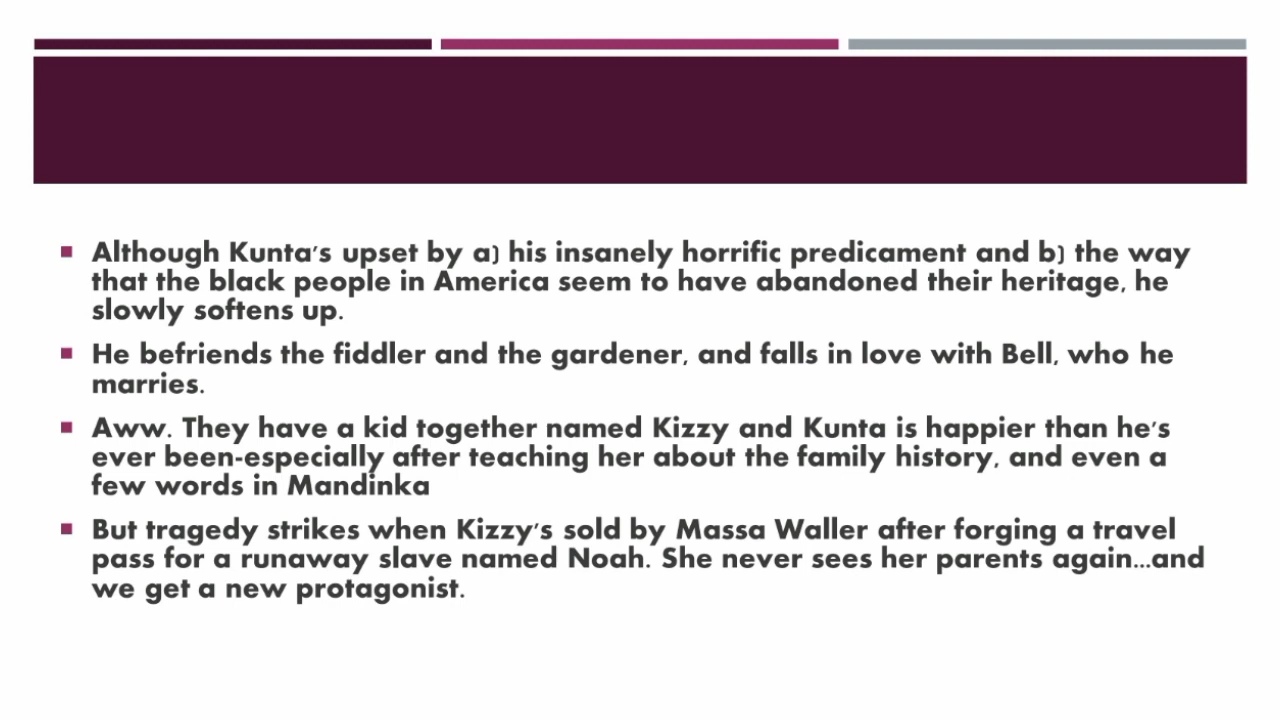 Although Kunta's upset by a) his insanely horrific predicament and b) the way
that the black people in America seem to have abandoned their heritage, he
slowly softens up.
He befriends the fiddler and the gardener, and falls in love with Bell, who he
marries.
Aww. They have a kid together named Kizzy and Kunta is happier than he's
ever been-especially after teaching her about the family history, and even a
few words in Mandinka
But tragedy strikes when Kizzy's sold by Massa Waller after forging a travel
pass for a runaway slave named Noah. She never sees her parents again...and
we get a new protagonist.